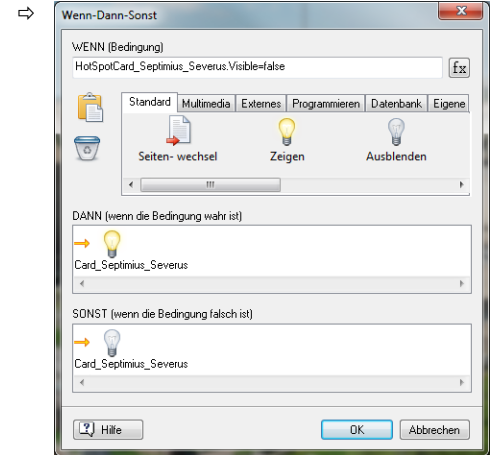 Wenn-Dann-Sonst
WENN (Bedingung)
HotSpotCard_Septimius_Severus.Visible=false
fx
Standard Multimedia Externes Programmieren Datenbank Eigene
Seiten- wechsel Zeigen Ausblenden
DANN (wenn die Bedingung wahr ist)
Card_Septimius_Severus
SONST (wenn die Bedingung falsch ist)
Card_Septimius_Severus
Hilfe OK Abbrechen